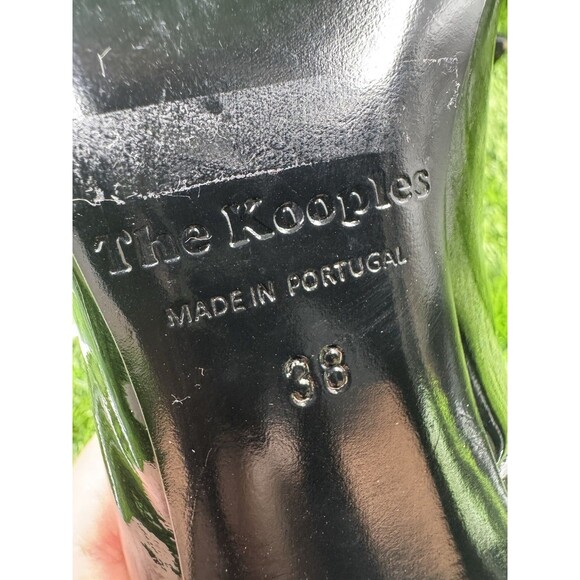 The Kooples
MADE IN PORTUGAL
38